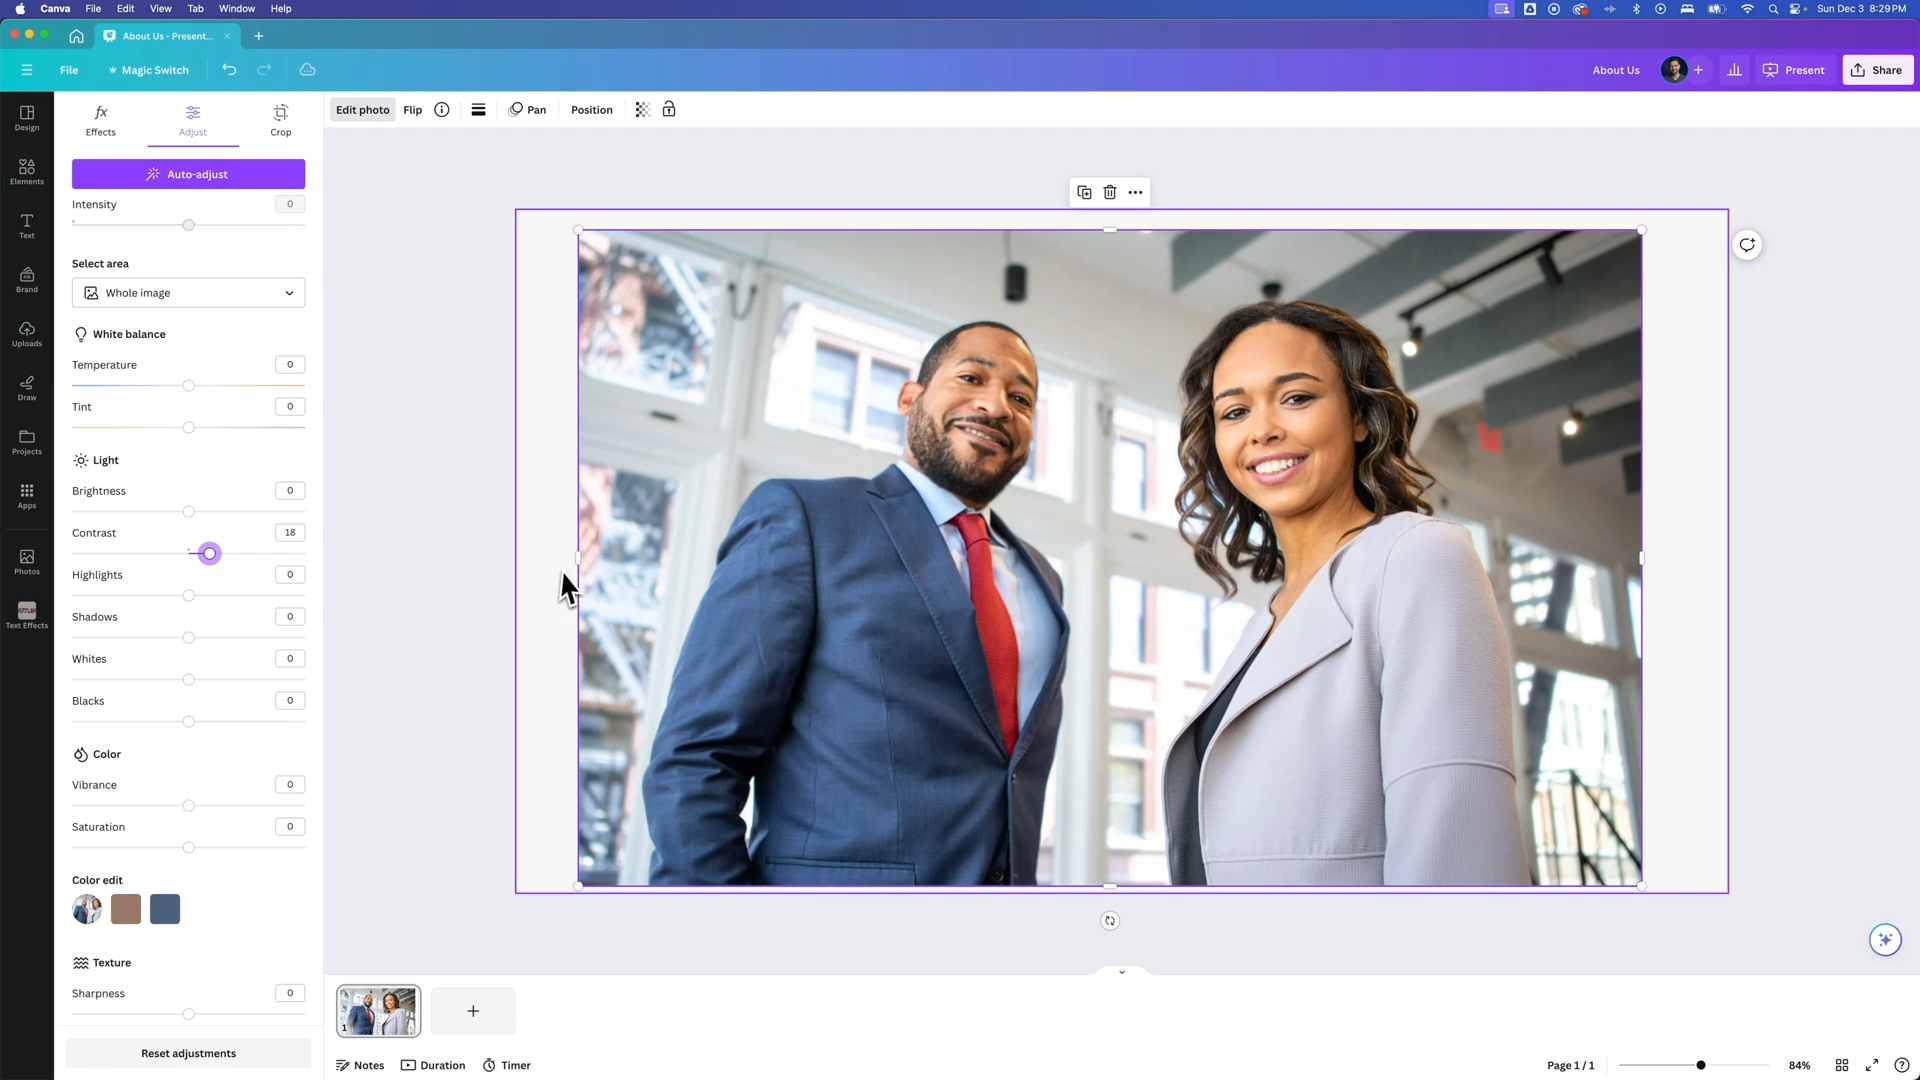 Canva File Edit View Tab Window Help Sun Dec 3 8:29 PM
About Us - Present...
File Magic Switch About Us Present Share
Design
Elements
Text
Brand
Uploads
Draw
Projects
Apps
Photos
Text Effects
Effects Adjust Crop
Auto-adjust
Intensity 0
Select area
Whole image
White balance
Temperature 0
Tint 0
Light
Brightness 0
Contrast 18
Highlights 0
Shadows 0
Whites 0
Blacks 0
Color
Vibrance 0
Saturation 0
Color edit
Texture
Sharpness 0
Reset adjustments
Edit photo Flip Pan Position
1
Notes Duration Timer Page 1 / 1 84%